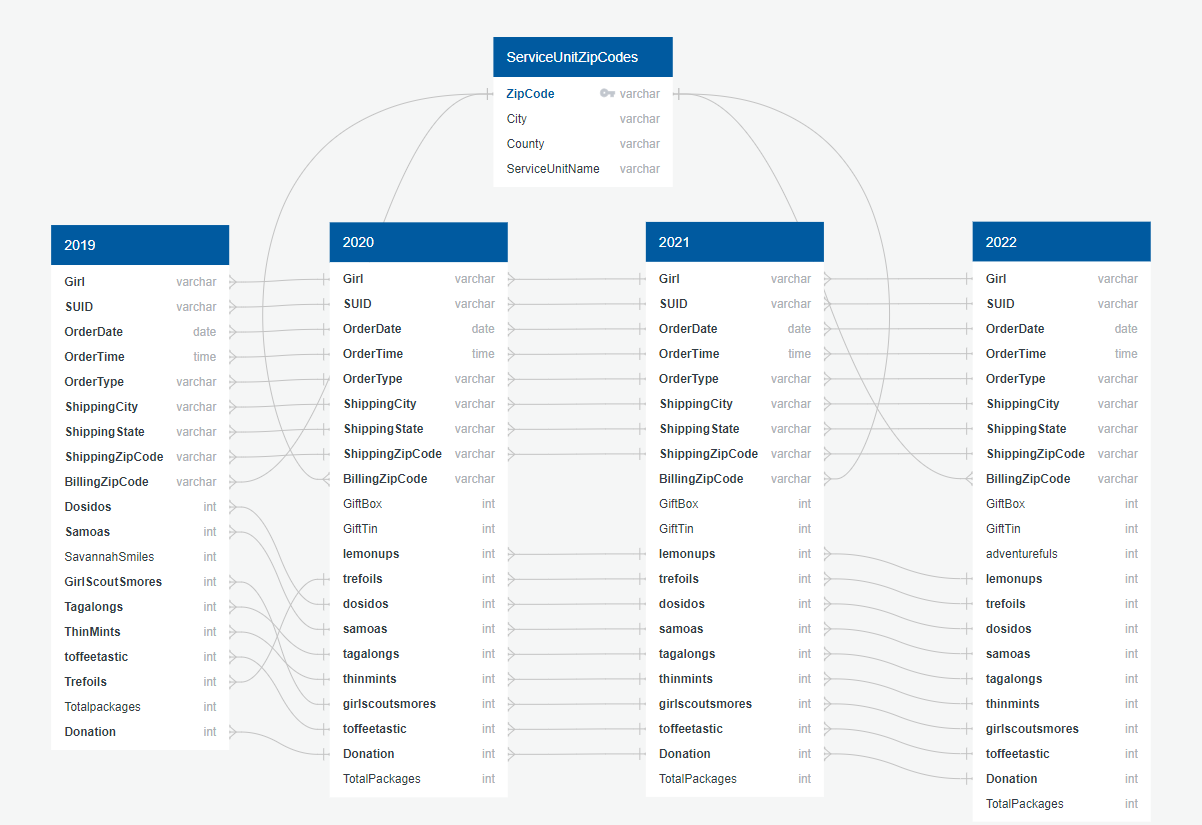 ServiceUnitZipCodes
ZipCode varchar
City varchar
County varchar
ServiceUnitName varchar
2019
Girl varchar
SUID varchar
OrderDate date
OrderTime time
OrderType varchar
ShippingCity varchar
ShippingState varchar
ShippingZipCode varchar
BillingZipCode varchar
Dosidos int
Samoas int
SavannahSmiles int
GirlScoutSmores int
Tagalongs int
ThinMints int
toffeetastic int
Trefoils int
Totalpackages int
Donation int
2020
Girl varchar
SUID varchar
OrderDate date
OrderTime time
OrderType varchar
ShippingCity varchar
ShippingState varchar
ShippingZipCode varchar
BillingZipCode varchar
GiftBox int
GiftTin int
lemonups int
trefoils int
dosidos int
samoas int
tagalongs int
thinmints int
girlscoutsmores int
toffeetastic int
Donation int
TotalPackages int
2021
Girl varchar
SUID varchar
OrderDate date
OrderTime time
OrderType varchar
ShippingCity varchar
ShippingState varchar
ShippingZipCode varchar
BillingZipCode varchar
GiftBox int
GiftTin int
lemonups int
trefoils int
dosidos int
samoas int
tagalongs int
thinmints int
girlscoutsmores int
toffeetastic int
Donation int
TotalPackages int
2022
Girl varchar
SUID varchar
OrderDate date
OrderTime time
OrderType varchar
ShippingCity varchar
ShippingState varchar
ShippingZipCode varchar
BillingZipCode varchar
GiftBox int
GiftTin int
adventurefuls int
lemonups int
trefoils int
dosidos int
samoas int
tagalongs int
thinmints int
girlscoutsmores int
toffeetastic int
Donation int
TotalPackages int